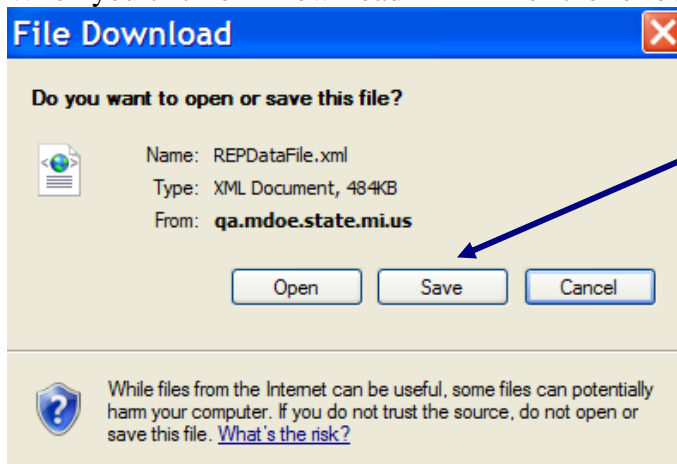 File Download
Do you want to open or save this file?
Name: REPDataFile.xml
Type: XML Document, 484KB
From: qa.mdoe.state.mi.us
Open Save Cancel
While files from the Internet can be useful, some files can potentially
harm your computer. If you do not trust the source, do not open or
save this file. What's the risk?